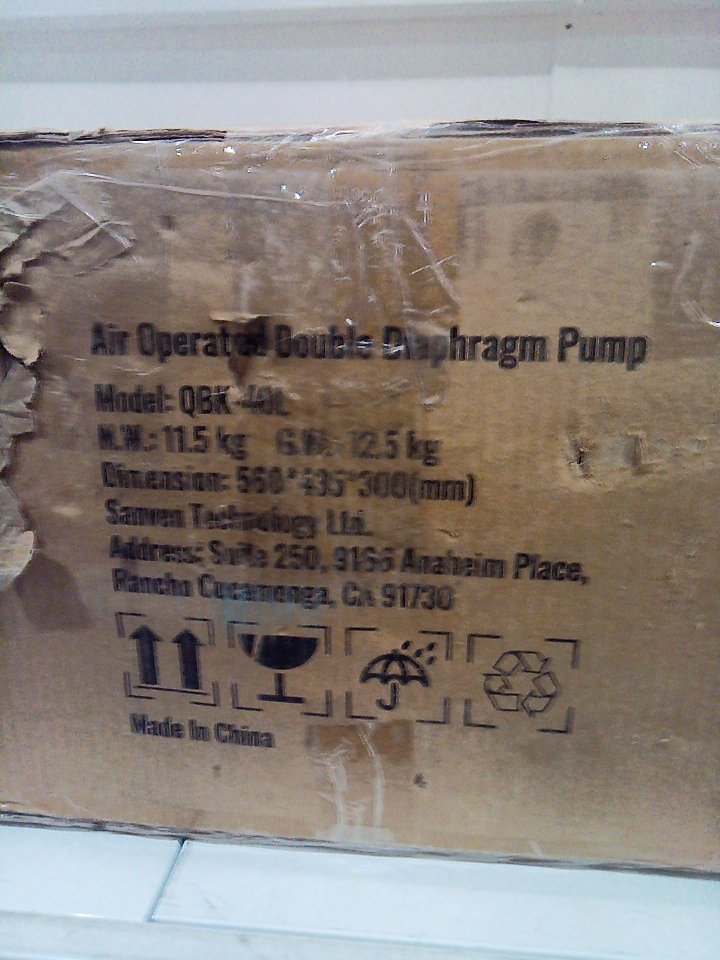 Air Operated Double Diaphragm Pump
Model: QBK-40L
N.W.: 11.5 kg G.W.: 12.5 kg
Dimension: 560*435*300(mm)
Sanven Technology Ltd.
Address: Suite 250, 9166 Anaheim Place,
Rancho Cucamonga, CA 91730
Made In China